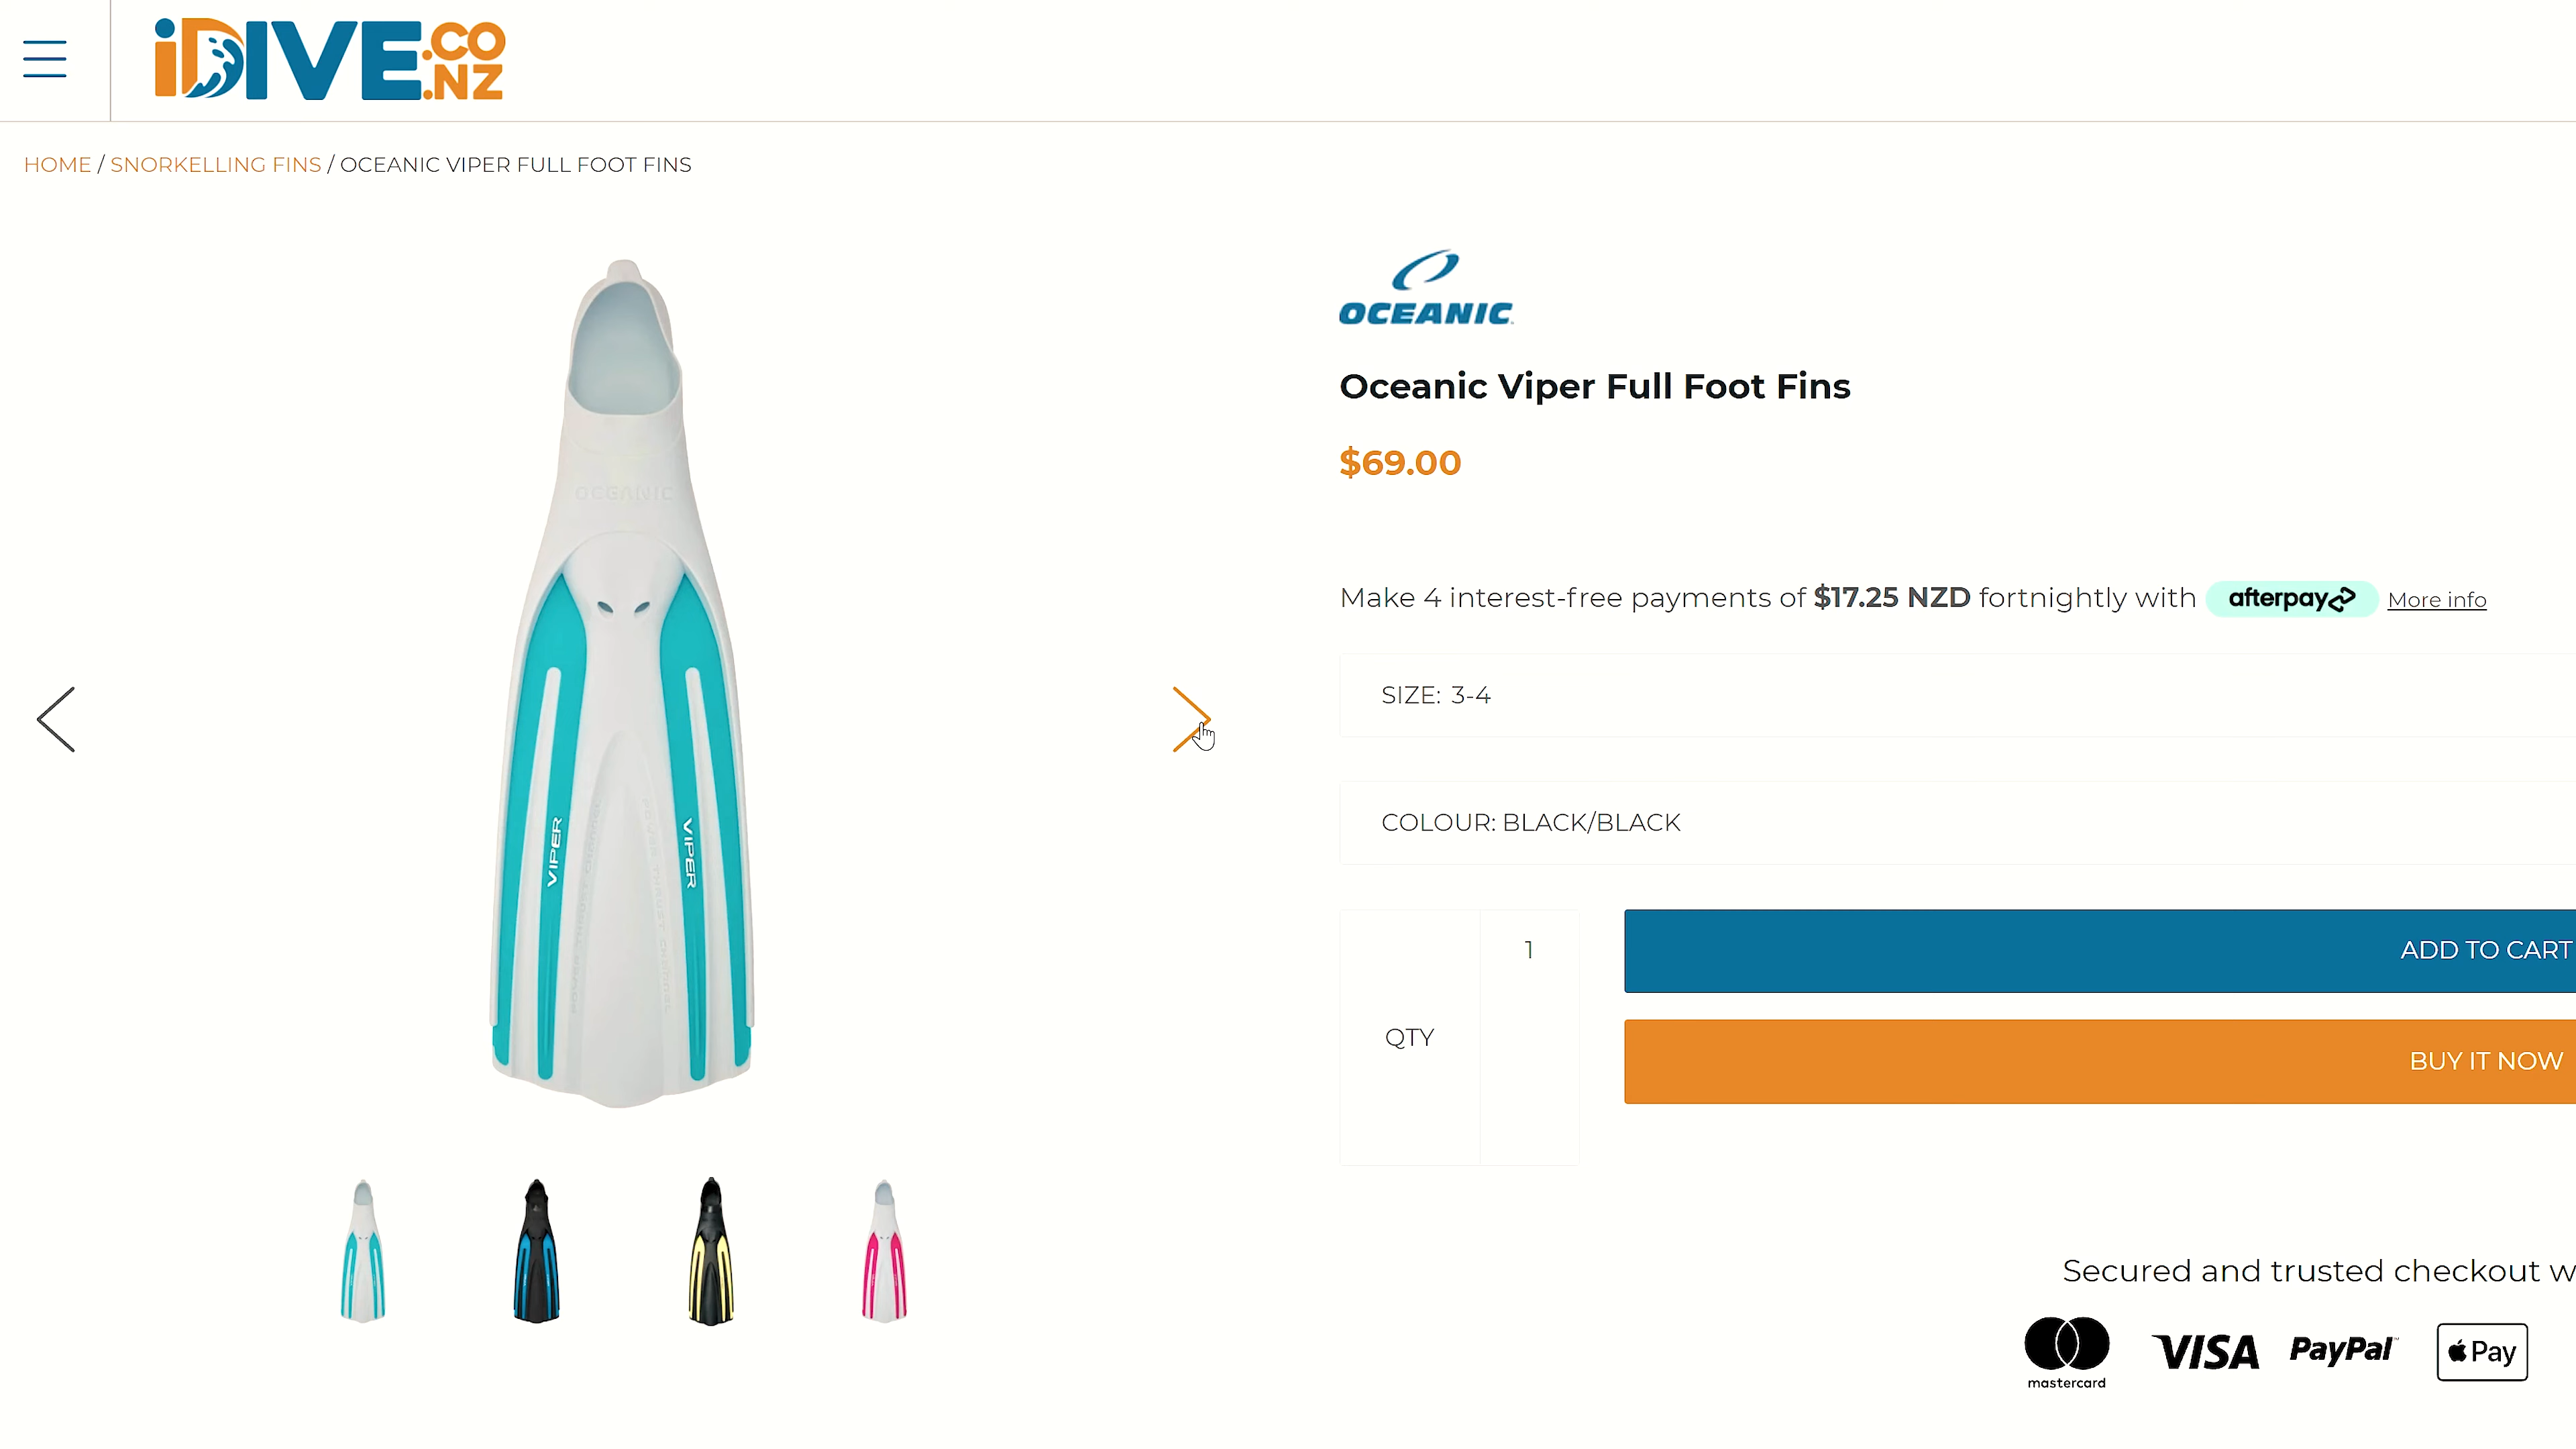 iDIVE.CO.NZ
HOME / SNORKELLING FINS / OCEANIC VIPER FULL FOOT FINS
OCEANIC
Oceanic Viper Full Foot Fins
$69.00
OCEANIC
Make 4 interest-free payments of $17.25 NZD fortnightly with afterpay More info
SIZE: 3-4
COLOUR: BLACK/BLACK
VIPER
VIPER
1
ADD TO CART
QTY
BUY IT NOW
Secured and trusted checkout w
mastercard
VISA
PayPal
Pay